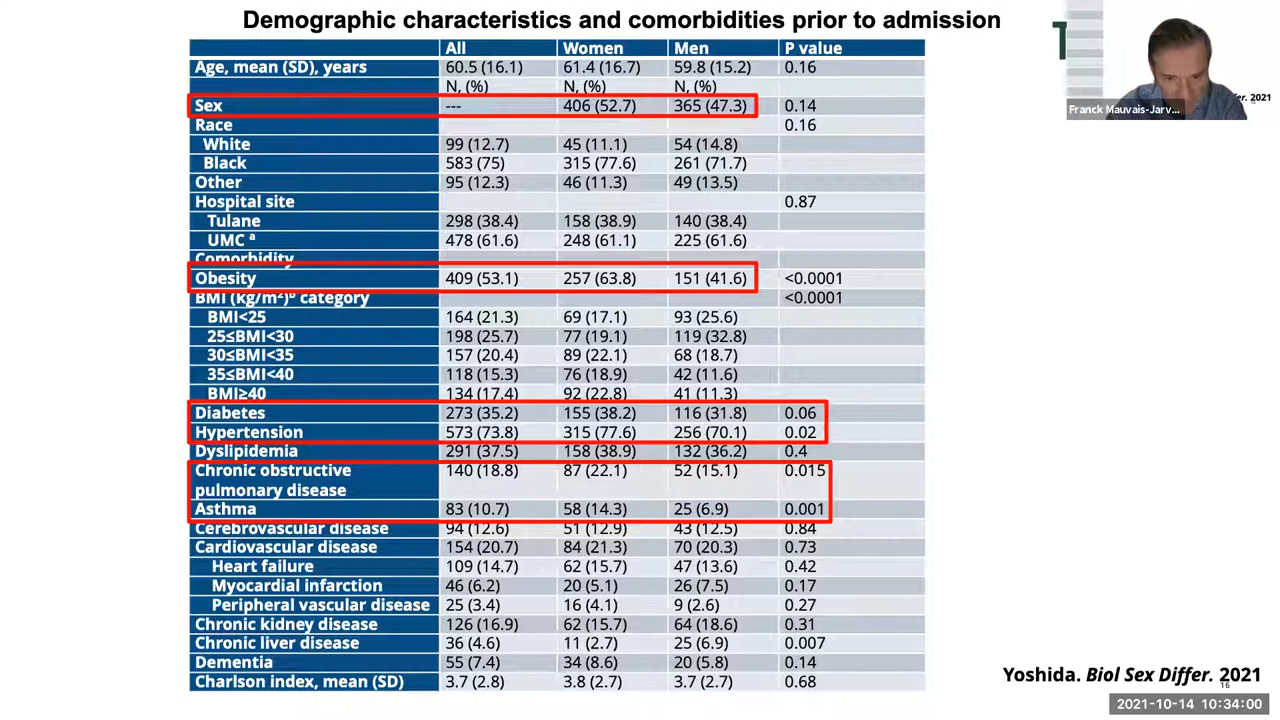 Demographic characteristics and comorbidities prior to admission
All Women Men P value
Age, mean (SD), years 60.5 (16.1) 61.4 (16.7) 59.8 (15.2) 0.16
N, (%) N, (%) N, (%)
Sex --- 406 (52.7) 365 (47.3) 0.14
Race 0.16
White 99 (12.7) 45 (11.1) 54 (14.8)
Black 583 (75) 315 (77.6) 261 (71.7)
Other 95 (12.3) 46 (11.3) 49 (13.5)
Hospital site 0.87
Tulane 298 (38.4) 158 (38.9) 140 (38.4)
UMC a 478 (61.6) 248 (61.1) 225 (61.6)
Comorbidity
Obesity 409 (53.1) 257 (63.8) 151 (41.6) <0.0001
BMI (kg/m²)b category <0.0001
BMI<25 164 (21.3) 69 (17.1) 93 (25.6)
25≤BMI<30 198 (25.7) 77 (19.1) 119 (32.8)
30≤BMI<35 157 (20.4) 89 (22.1) 68 (18.7)
35≤BMI<40 118 (15.3) 76 (18.9) 42 (11.6)
BMI≥40 134 (17.4) 92 (22.8) 41 (11.3)
Diabetes 273 (35.2) 155 (38.2) 116 (31.8) 0.06
Hypertension 573 (73.8) 315 (77.6) 256 (70.1) 0.02
Dyslipidemia 291 (37.5) 158 (38.9) 132 (36.2) 0.4
Chronic obstructive 140 (18.8) 87 (22.1) 52 (15.1) 0.015
pulmonary disease
Asthma 83 (10.7) 58 (14.3) 25 (6.9) 0.001
Cerebrovascular disease 94 (12.6) 51 (12.9) 43 (12.5) 0.84
Cardiovascular disease 154 (20.7) 84 (21.3) 70 (20.3) 0.73
Heart failure 109 (14.7) 62 (15.7) 47 (13.6) 0.42
Myocardial infarction 46 (6.2) 20 (5.1) 26 (7.5) 0.17
Peripheral vascular disease 25 (3.4) 16 (4.1) 9 (2.6) 0.27
Chronic kidney disease 126 (16.9) 62 (15.7) 64 (18.6) 0.31
Chronic liver disease 36 (4.6) 11 (2.7) 25 (6.9) 0.007
Dementia 55 (7.4) 34 (8.6) 20 (5.8) 0.14
Charlson index, mean (SD) 3.7 (2.8) 3.8 (2.7) 3.7 (2.7) 0.68
Franck Mauvais-Jarv...
2021
Yoshida. Biol Sex Differ. 2021
16
2021-10-14 10:34:00